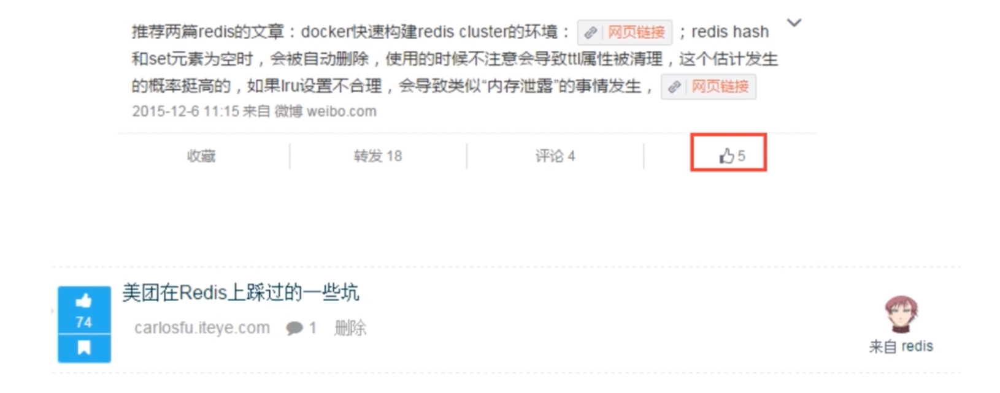 推荐两篇redis的文章：docker快速构建redis cluster的环境： 网页链接 ；redis hash
和set元素为空时，会被自动删除，使用的时候不注意会导致ttl属性被清理，这个估计发生
的概率挺高的，如果lru设置不合理，会导致类似“内存泄露”的事情发生， 网页链接
2015-12-6 11:15 来自 微博 weibo.com
收藏 转发 18 评论 4 5
美团在Redis上踩过的一些坑
74
carlosfu.iteye.com 1 删除
来自 redis